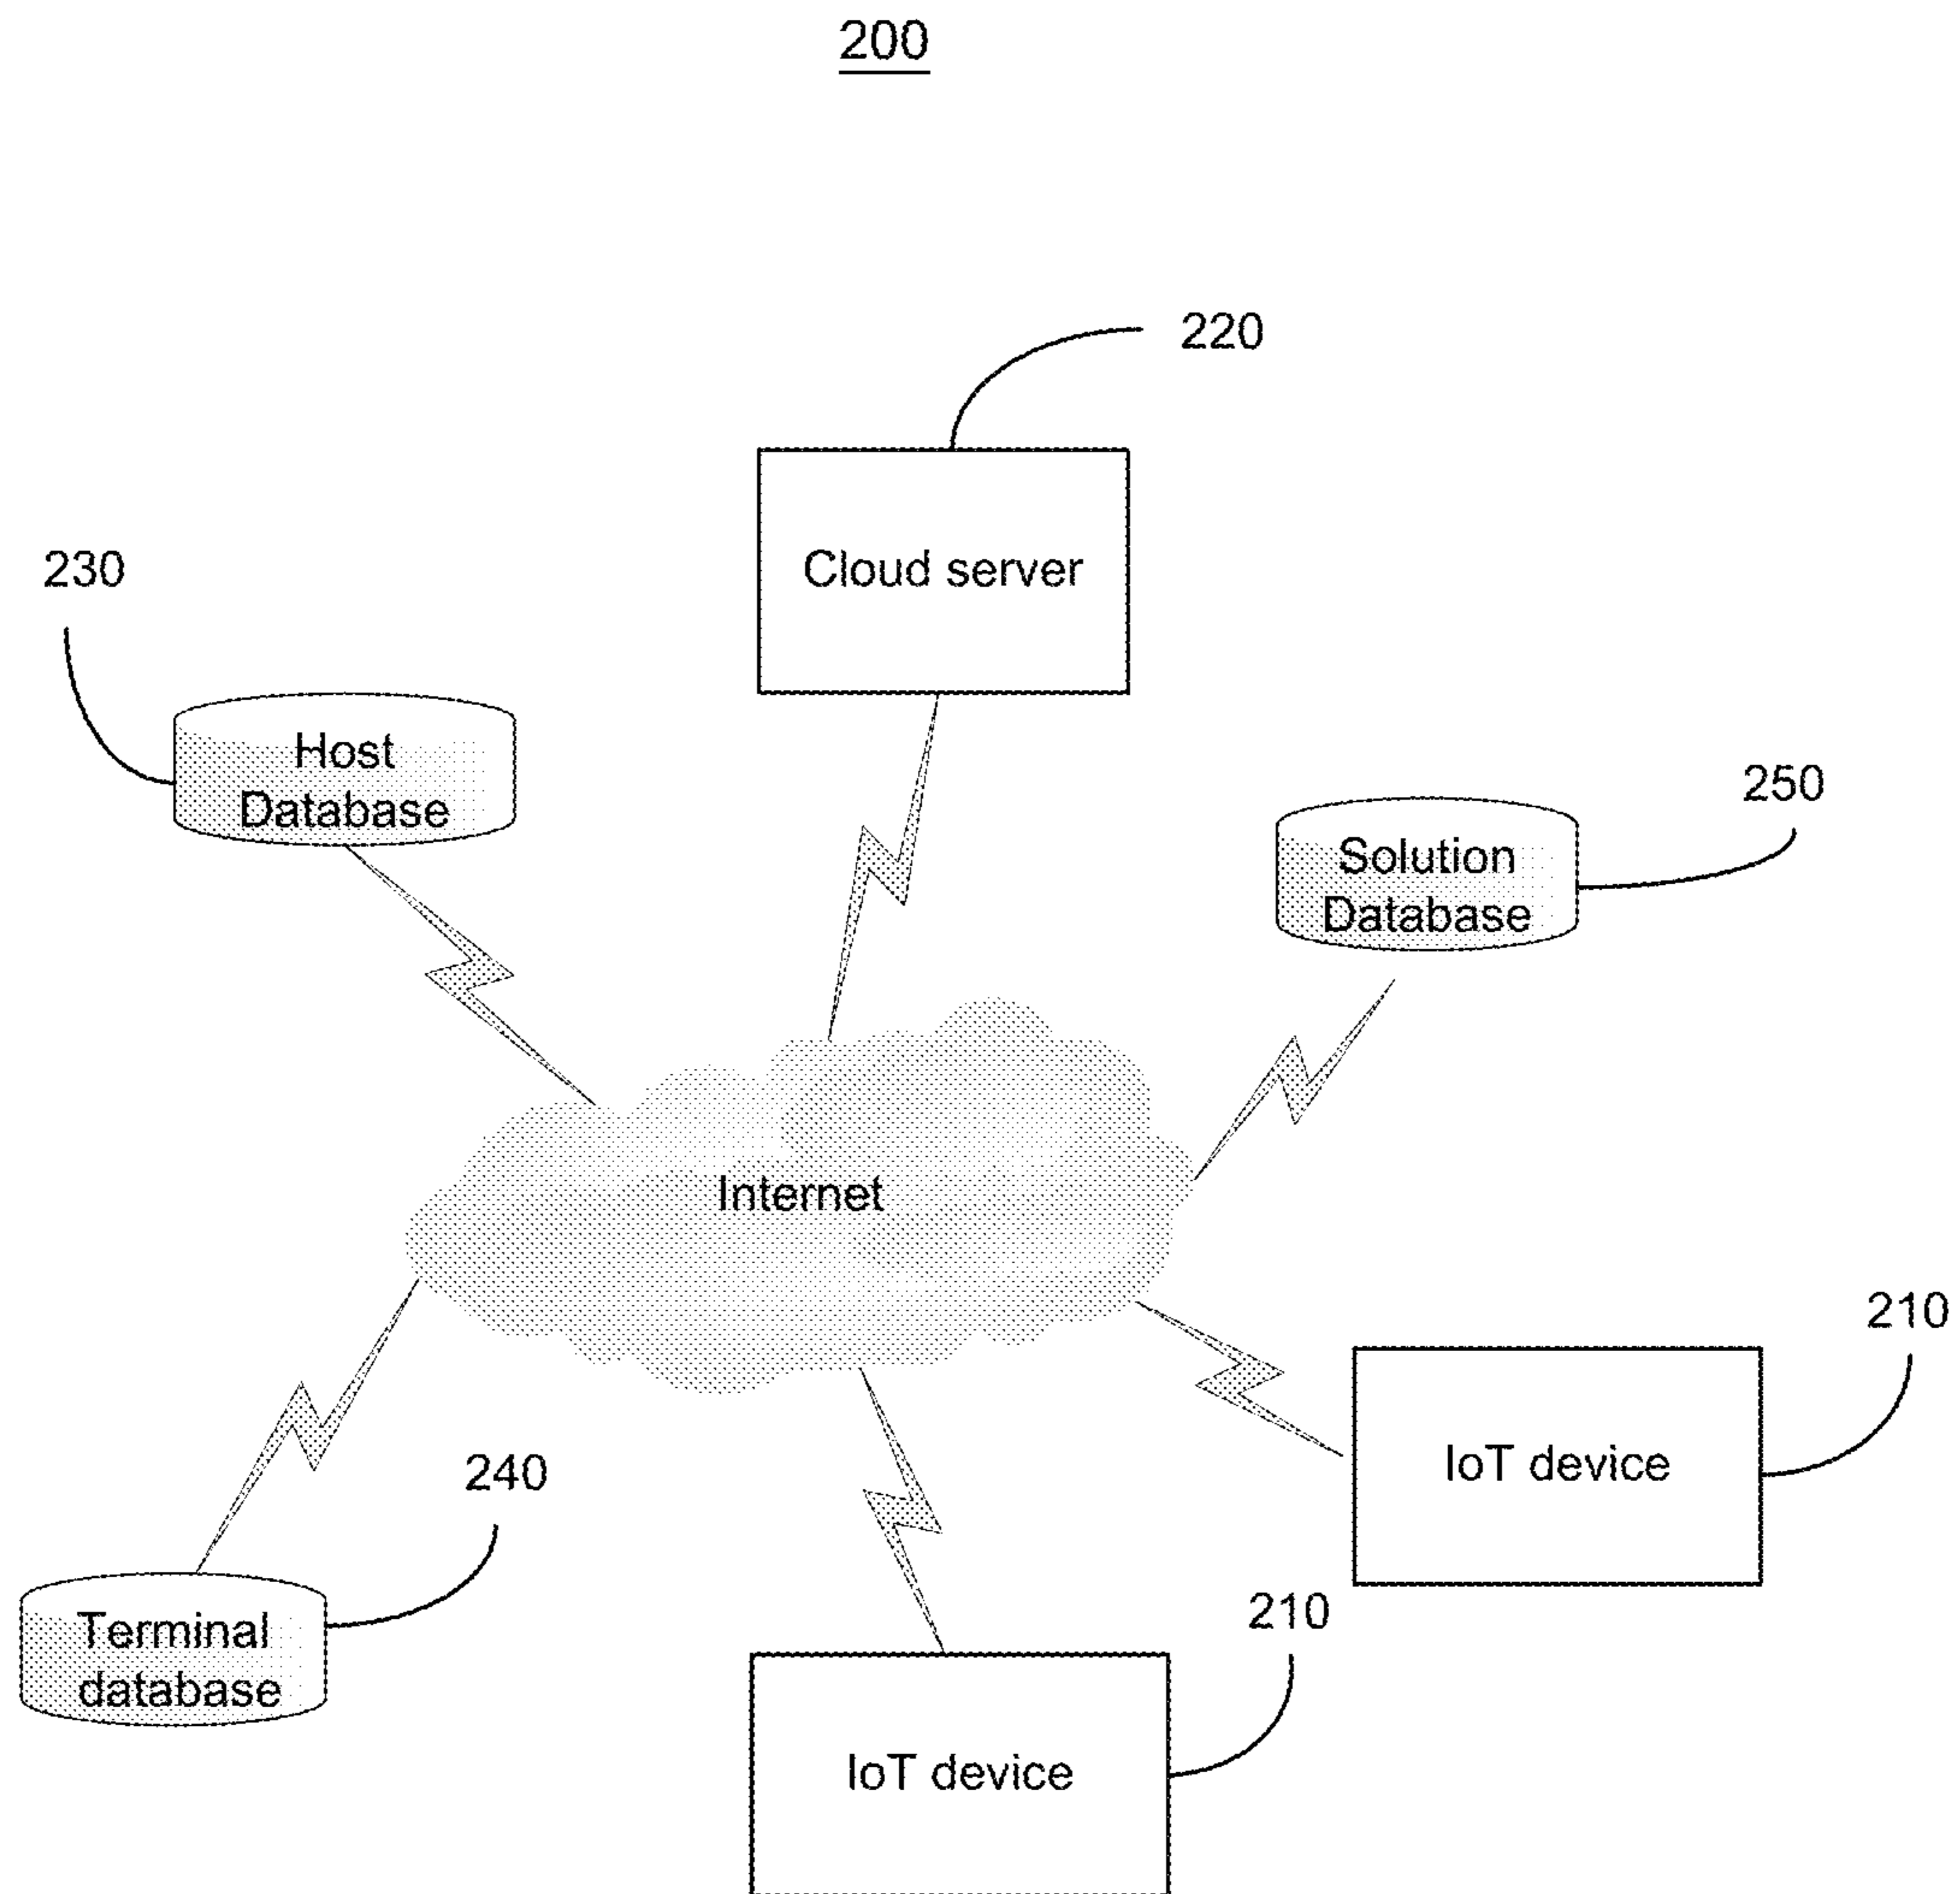 200
220
Cloud server
230
Host
Database
250
Solution
Database
Internet
210
IoT device
240
Terminal
database
210
IoT device